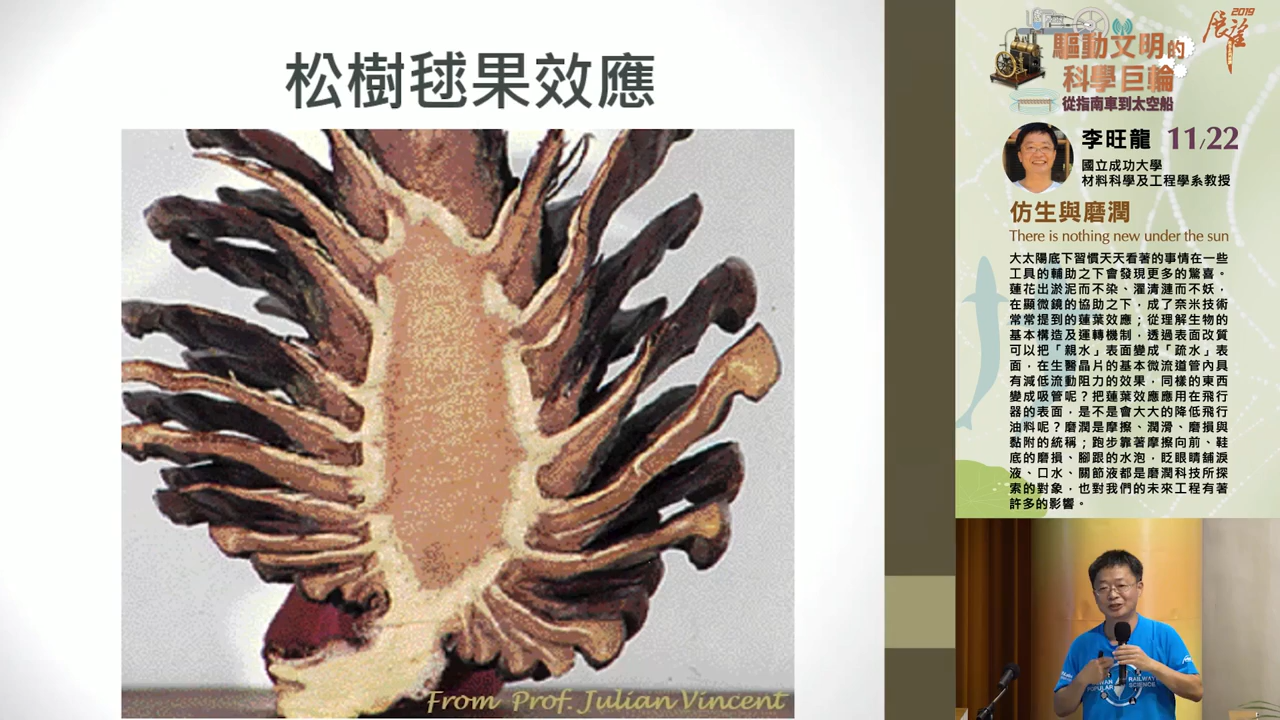 松樹毬果效應
From Prof. Julian Vincent
2019
展望
驅動文明的
科學巨輪
從指南車到太空船
李旺龍 11/22
國立成功大學
材料科學及工程學系教授
仿生與磨潤
There is nothing new under the sun
大太陽底下習慣天天看著的事情在一些
工具的輔助之下會發現更多的驚喜。
蓮花出淤泥而不染、濯清漣而不妖，
在顯微鏡的協助之下，成了奈米技術
常常提到的蓮葉效應；從理解生物的
基本構造及運轉機制，透過表面改質
可以把「親水」表面變成「疏水」表
面，在生醫晶片的基本微流道管內具
有減低流動阻力的效果，同樣的東西
變成吸管呢？把蓮葉效應應用在飛行
器的表面，是不是會大大的降低飛行
油料呢？磨潤是摩擦、潤滑、磨損與
黏附的統稱；跑步靠著摩擦向前、鞋
底的磨損、腳跟的水泡，眨眼睛舖淚
液、口水、關節液都是磨潤科技所探
索的對象，也對我們的未來工程有著
許多的影響。
RAILWAY
POPULAR SCIENCE